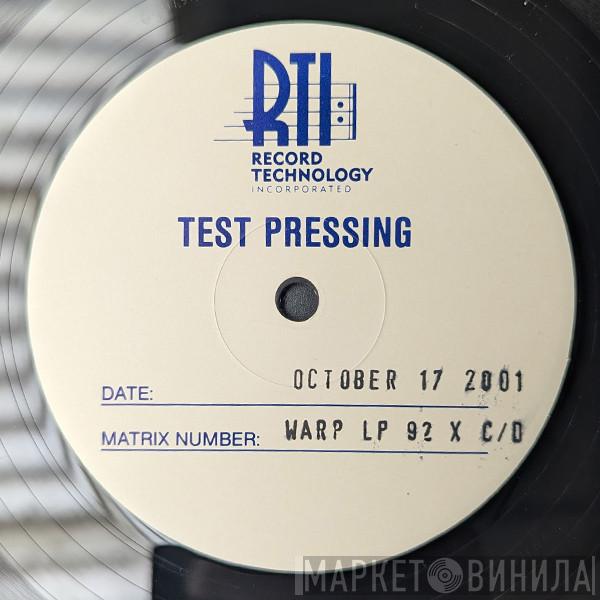 RTI
RECORD
TECHNOLOGY
INCORPORATED
TEST PRESSING
DATE: OCTOBER 17 2001
MATRIX NUMBER: WARP LP 92 X C/D
МАРКЕТ ВИНИЛА